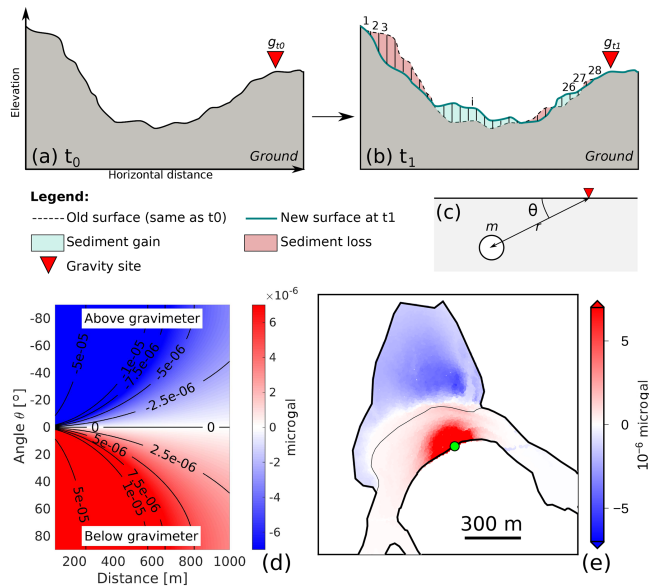 g_t0
Elevation
(a) t_0
Ground
Horizontal distance
g_t1
1
2
3
i
26
27
28
(b) t_1
Ground
Legend:
Old surface (same as t0)
New surface at t1
Sediment gain
Sediment loss
Gravity site
(c)
θ
r
m
×10^-6
Above gravimeter
-5e-05
-1e-05
-7.5e-06
-5e-06
-2.5e-06
0
0
5e-06
2.5e-06
7.5e-06
1e-05
5e-05
Below gravimeter
-80
-60
-40
-20
0
20
40
60
80
Angle θ [°]
200 400 600 800 1000
Distance [m]
6
4
2
0
-2
-4
-6
microgal
(d)
300 m
5
0
−5
10^-6 microgal
(e)